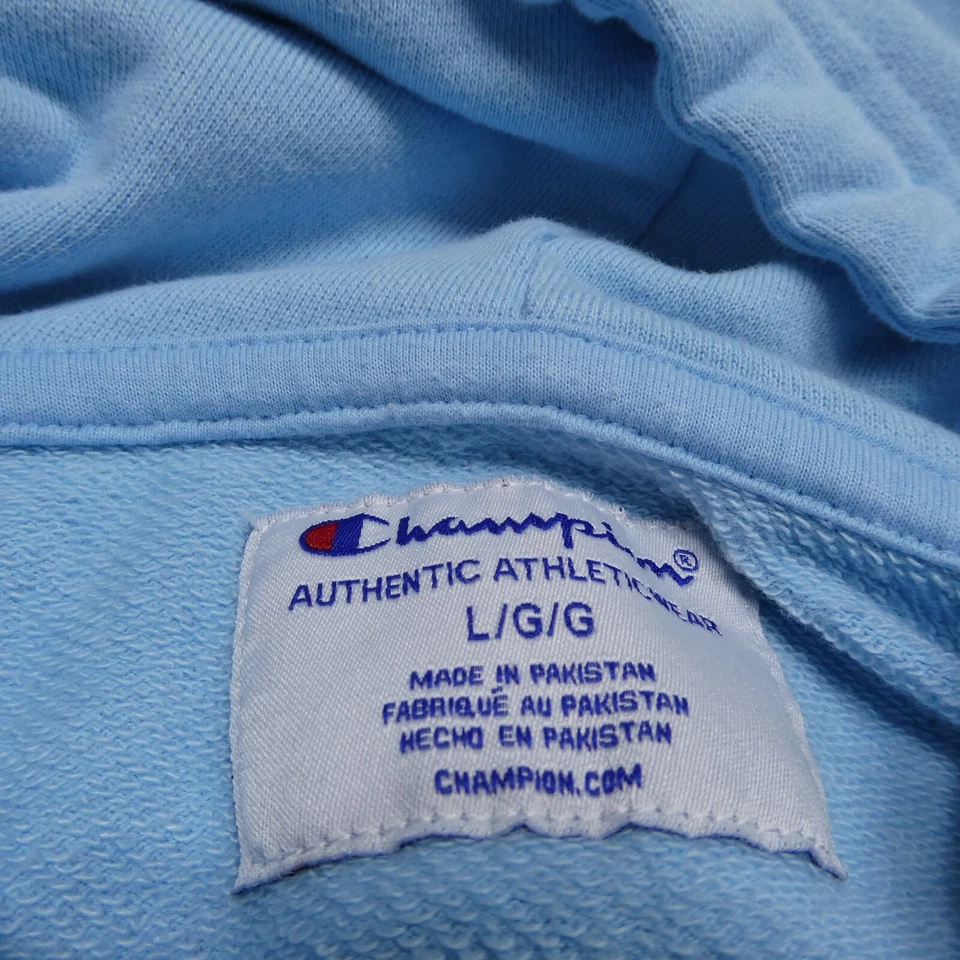 Champion®
AUTHENTIC ATHLETICWEAR
L/G/G
MADE IN PAKISTAN
FABRIQUÉ AU PAKISTAN
HECHO EN PAKISTAN
CHAMPION.COM